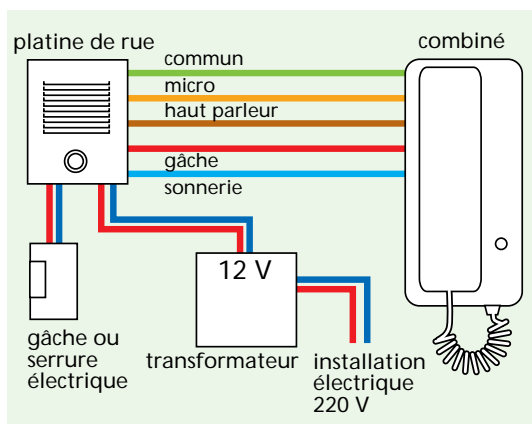 platine de rue
combiné
commun
micro
haut parleur
gâche
sonnerie
12 V
gâche ou
serrure
électrique
transformateur
installation
électrique
220 V